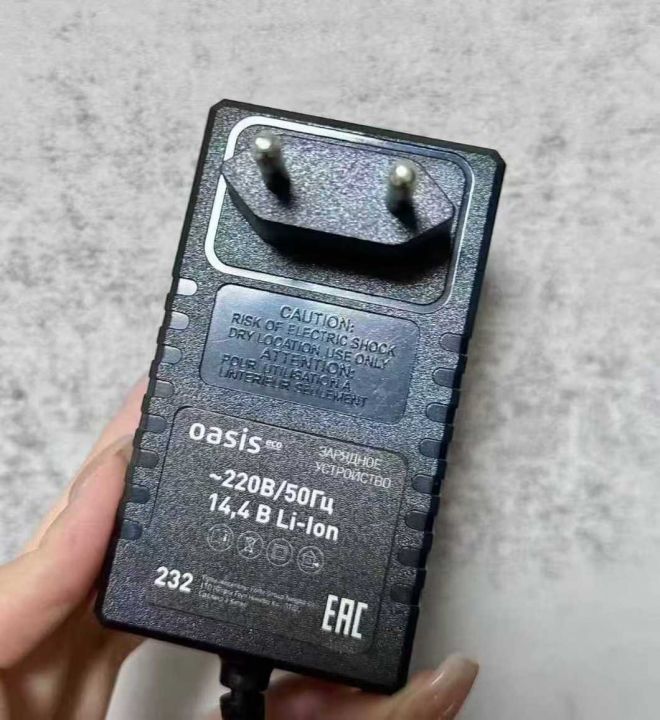 CAUTION:
RISK OF ELECTRIC SHOCK
DRY LOCATION USE ONLY
ATTENTION:
POUR UTILISATION A
L'INTERIEUR SEULEMENT
oasis eco
ЗАРЯДНОЕ
УСТРОЙСТВО
~220В/50Гц
14,4 В Li-Ion
232
EAC